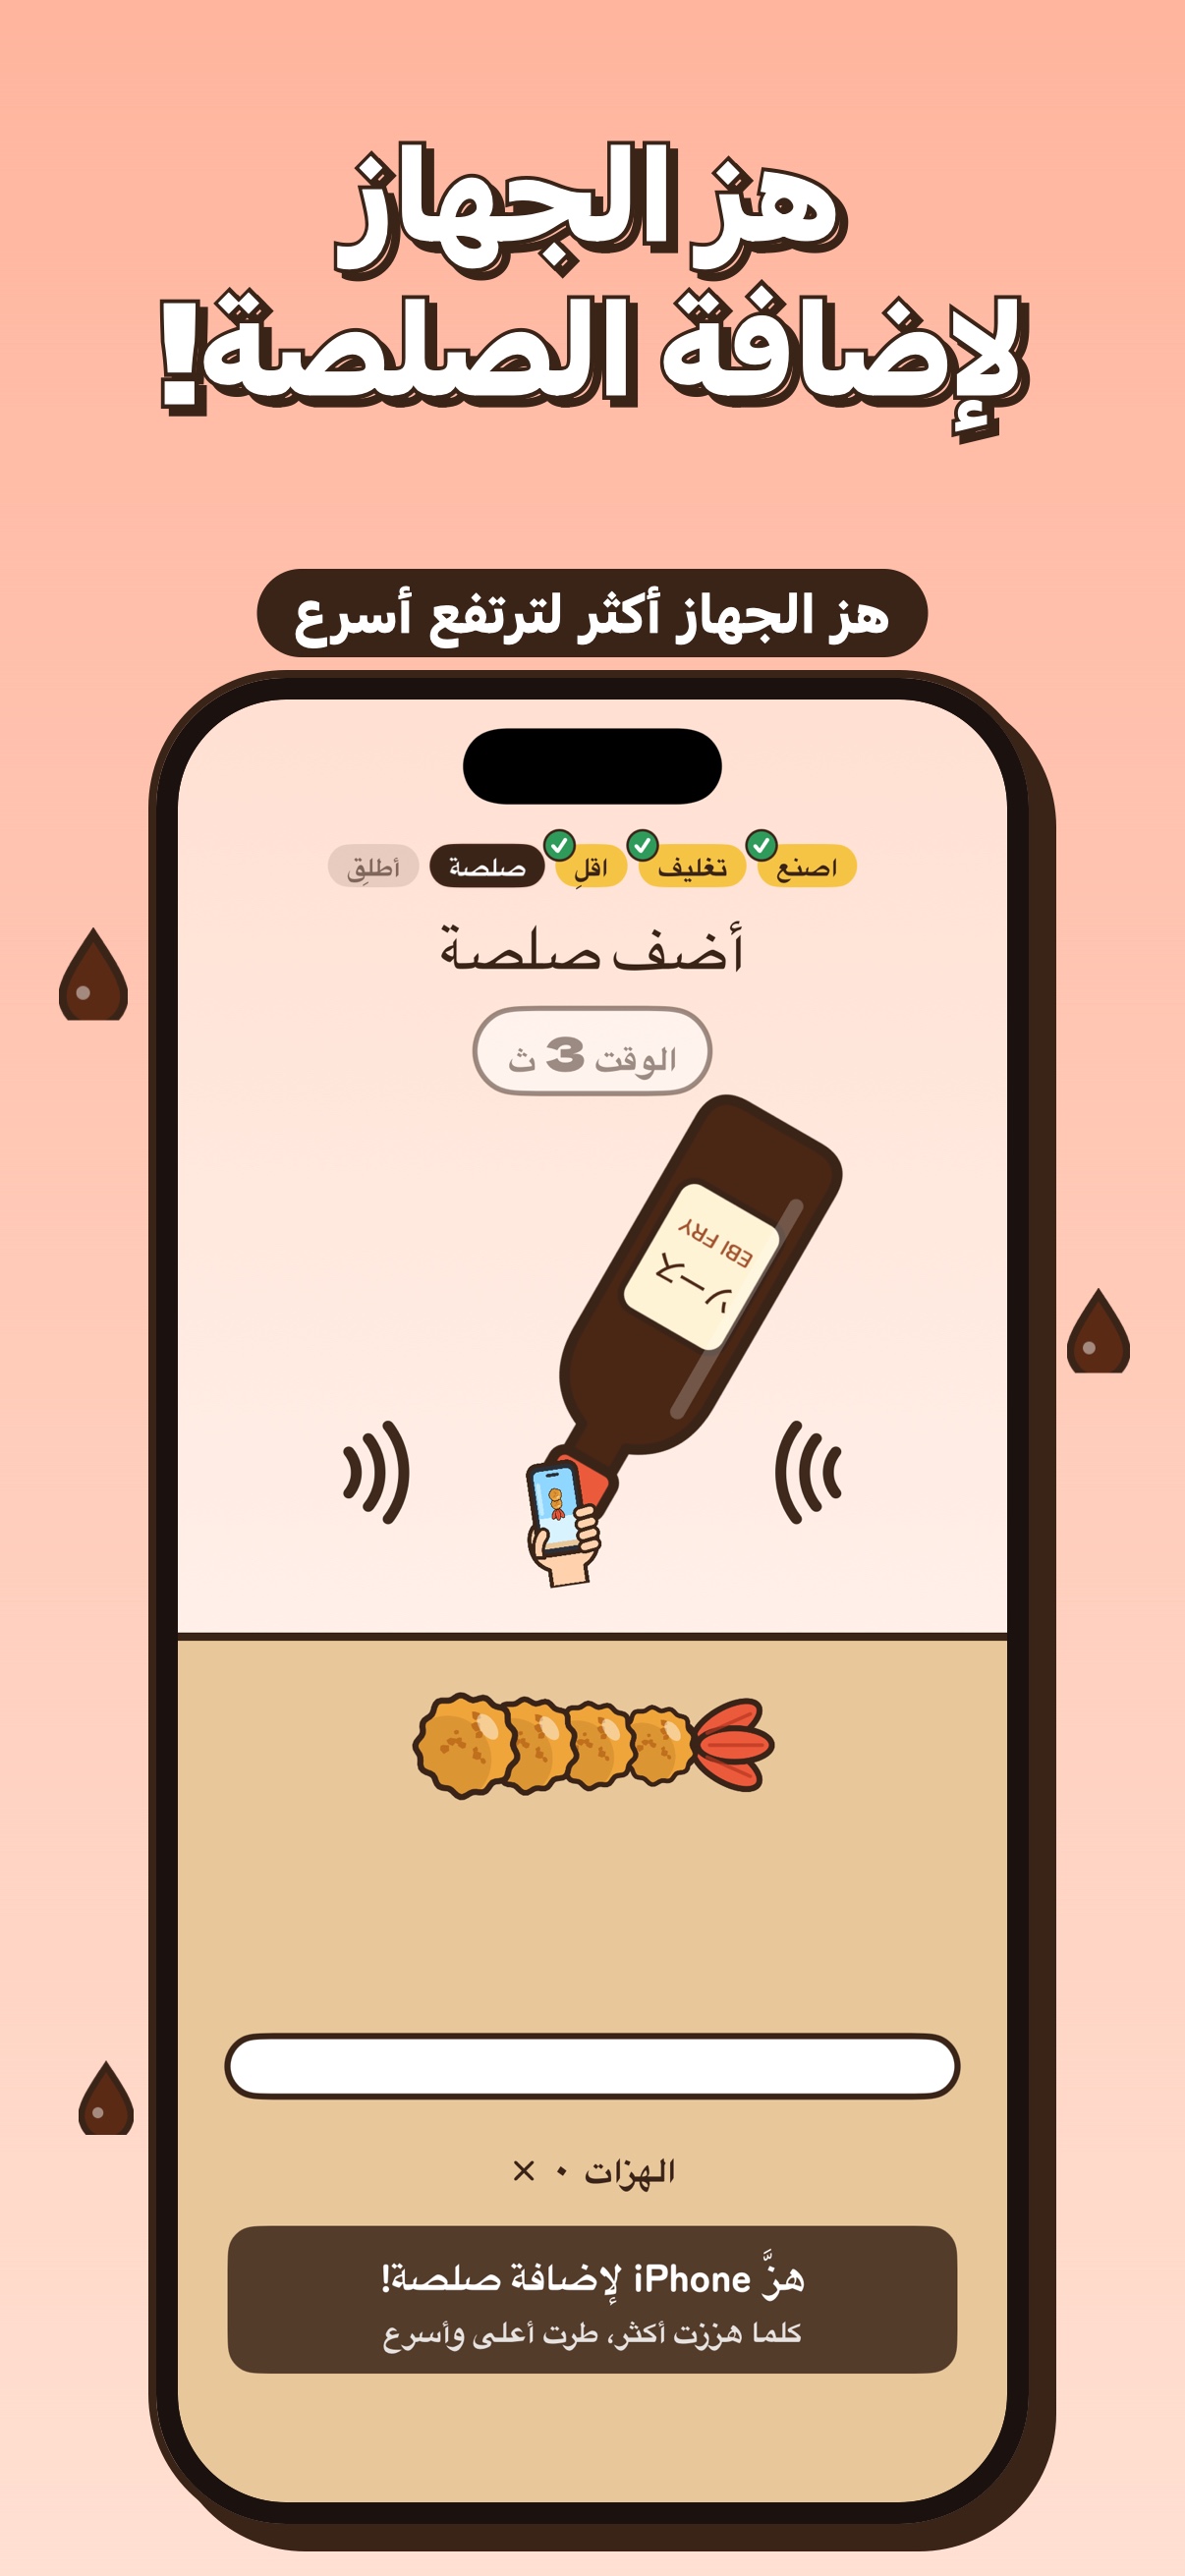 هز الجهاز
لإضافة الصلصة!
هز الجهاز أكثر لترتفع أسرع
اصنع تغليف اقلِ صلصة أطلِق
أضف صلصة
الوقت 3 ث
EBI FRY
ソース
الهزات ٠ ×
هزَّ iPhone لإضافة صلصة!
كلما هززت أكثر، طرت أعلى وأسرع